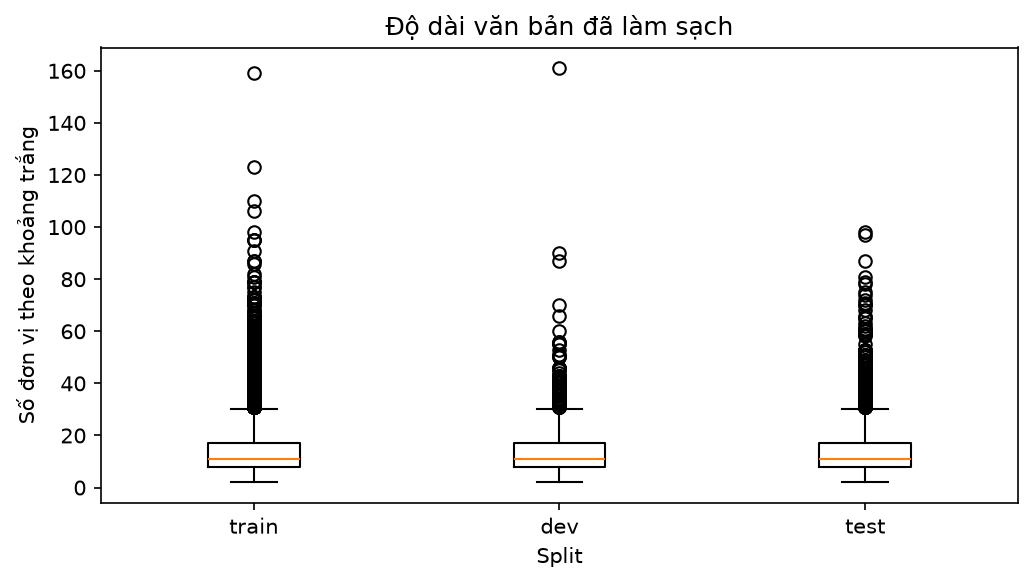 Độ dài văn bản đã làm sạch
Số đơn vị theo khoảng trắng
160
140
120
100
80
60
40
20
0
train
dev
test
Split